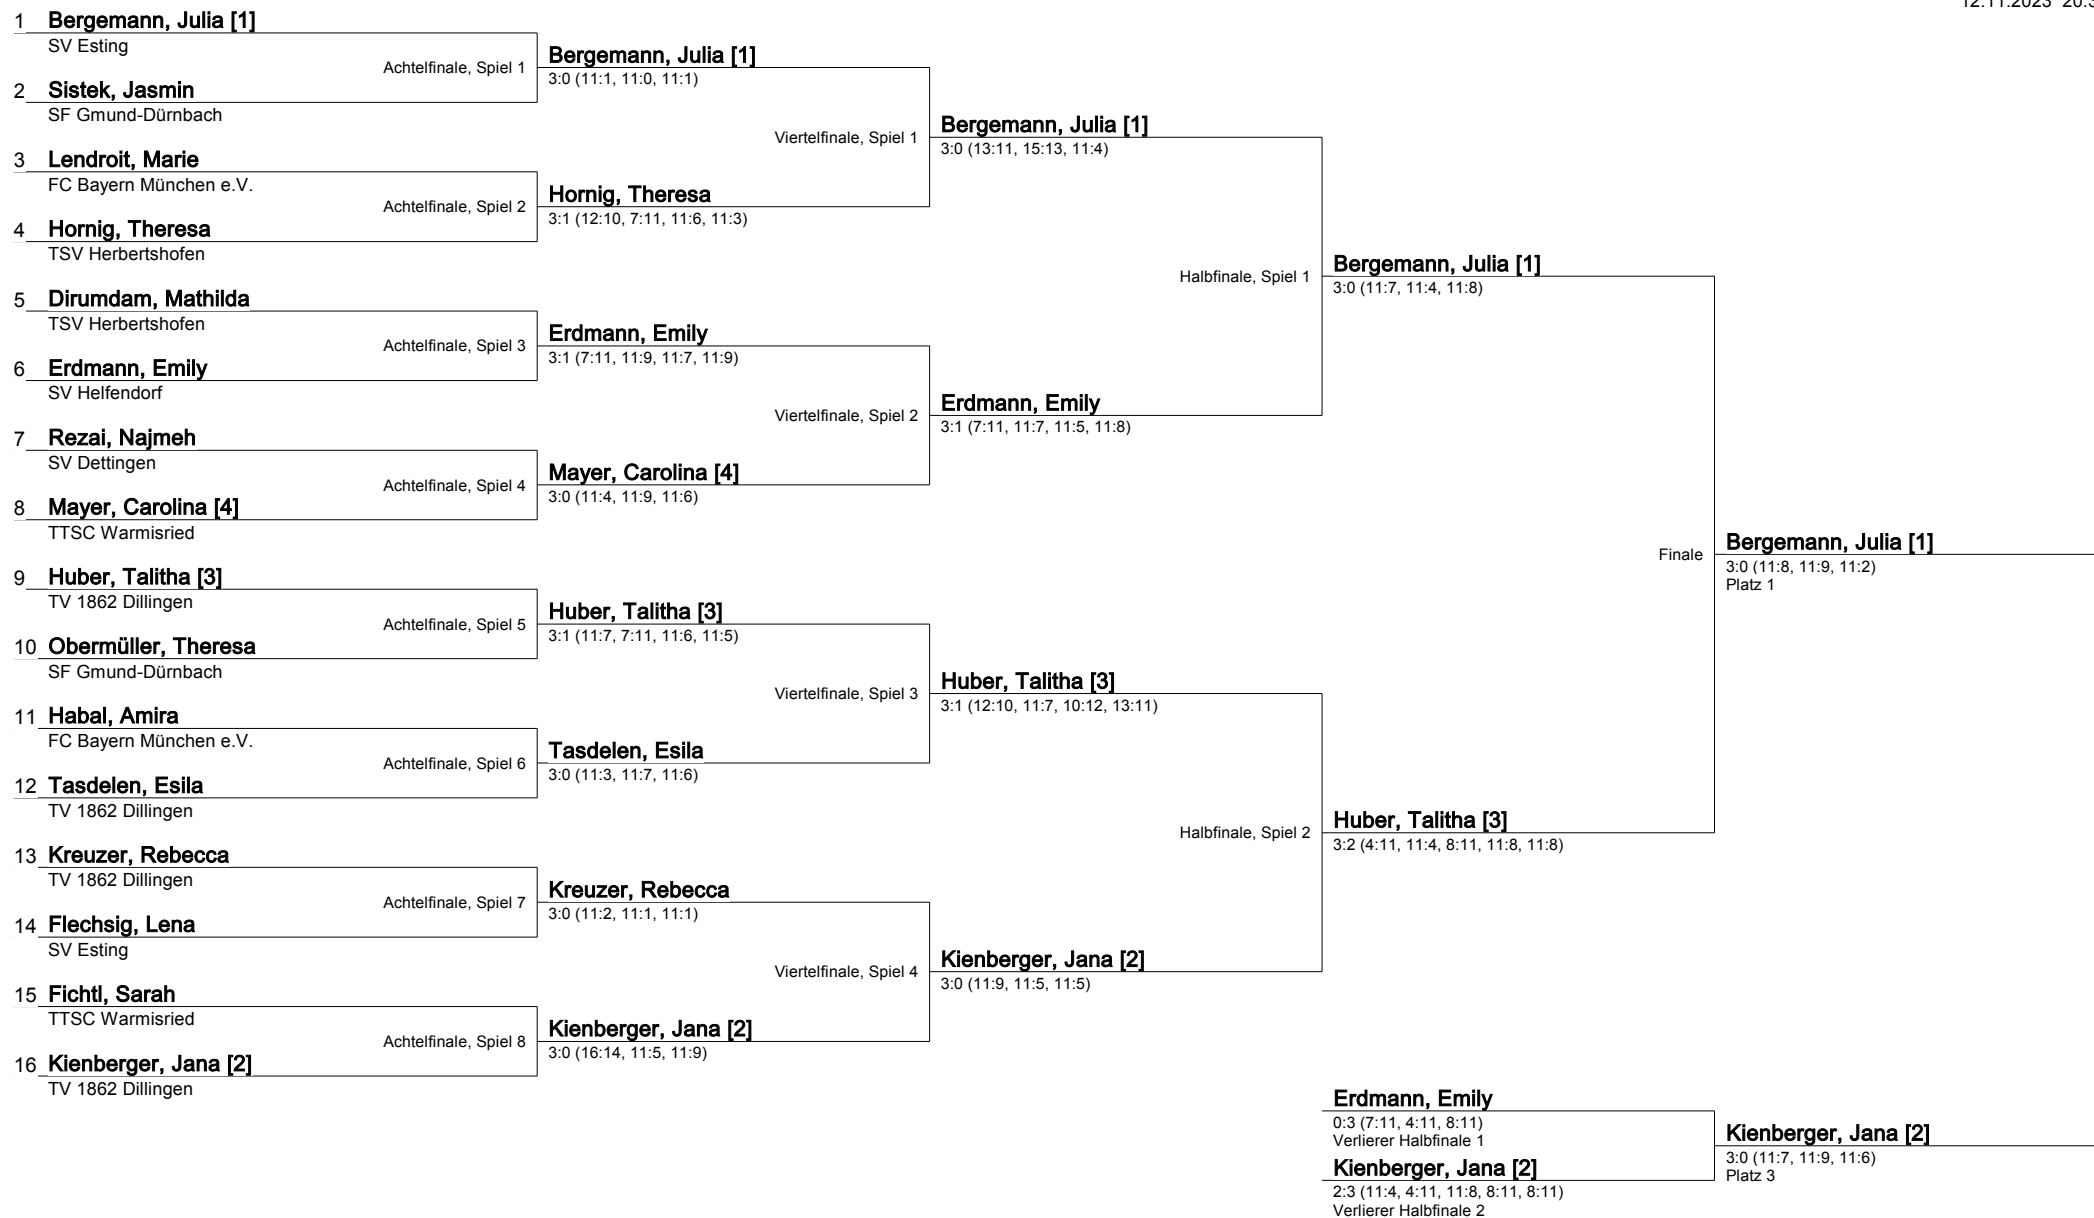 12.11.2023 20:3
1 Bergemann, Julia [1]
SV Esting
Achtelfinale, Spiel 1
2 Sistek, Jasmin
SF Gmund-Dürnbach
3 Lendroit, Marie
FC Bayern München e.V.
Achtelfinale, Spiel 2
4 Hornig, Theresa
TSV Herbertshofen
5 Dirumdam, Mathilda
TSV Herbertshofen
Achtelfinale, Spiel 3
6 Erdmann, Emily
SV Helfendorf
7 Rezai, Najmeh
SV Dettingen
Achtelfinale, Spiel 4
8 Mayer, Carolina [4]
TTSC Warmisried
9 Huber, Talitha [3]
TV 1862 Dillingen
Achtelfinale, Spiel 5
10 Obermüller, Theresa
SF Gmund-Dürnbach
11 Habal, Amira
FC Bayern München e.V.
Achtelfinale, Spiel 6
12 Tasdelen, Esila
TV 1862 Dillingen
13 Kreuzer, Rebecca
TV 1862 Dillingen
Achtelfinale, Spiel 7
14 Flechsig, Lena
SV Esting
15 Fichtl, Sarah
TTSC Warmisried
Achtelfinale, Spiel 8
16 Kienberger, Jana [2]
TV 1862 Dillingen
Bergemann, Julia [1]
3:0 (11:1, 11:0, 11:1)
Viertelfinale, Spiel 1
Hornig, Theresa
3:1 (12:10, 7:11, 11:6, 11:3)
Erdmann, Emily
3:1 (7:11, 11:9, 11:7, 11:9)
Viertelfinale, Spiel 2
Mayer, Carolina [4]
3:0 (11:4, 11:9, 11:6)
Huber, Talitha [3]
3:1 (11:7, 7:11, 11:6, 11:5)
Viertelfinale, Spiel 3
Tasdelen, Esila
3:0 (11:3, 11:7, 11:6)
Kreuzer, Rebecca
3:0 (11:2, 11:1, 11:1)
Viertelfinale, Spiel 4
Kienberger, Jana [2]
3:0 (16:14, 11:5, 11:9)
Bergemann, Julia [1]
3:0 (13:11, 15:13, 11:4)
Halbfinale, Spiel 1
Erdmann, Emily
3:1 (7:11, 11:7, 11:5, 11:8)
Huber, Talitha [3]
3:1 (12:10, 11:7, 10:12, 13:11)
Halbfinale, Spiel 2
Kienberger, Jana [2]
3:0 (11:9, 11:5, 11:5)
Bergemann, Julia [1]
3:0 (11:7, 11:4, 11:8)
Finale
Huber, Talitha [3]
3:2 (4:11, 11:4, 8:11, 11:8, 11:8)
Bergemann, Julia [1]
3:0 (11:8, 11:9, 11:2)
Platz 1
Erdmann, Emily
0:3 (7:11, 4:11, 8:11)
Verlierer Halbfinale 1
Kienberger, Jana [2]
2:3 (11:4, 4:11, 11:8, 8:11, 8:11)
Verlierer Halbfinale 2
Kienberger, Jana [2]
3:0 (11:7, 11:9, 11:6)
Platz 3